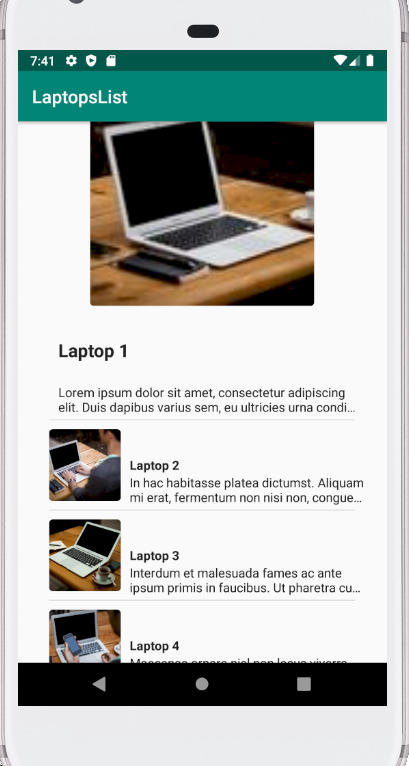 7:41
LaptopsList
Laptop 1
Lorem ipsum dolor sit amet, consectetur adipiscing
elit. Duis dapibus varius sem, eu ultricies urna condi...
Laptop 2
In hac habitasse platea dictumst. Aliquam
mi erat, fermentum non nisi non, congue...
Laptop 3
Interdum et malesuada fames ac ante
ipsum primis in faucibus. Ut pharetra cu...
Laptop 4